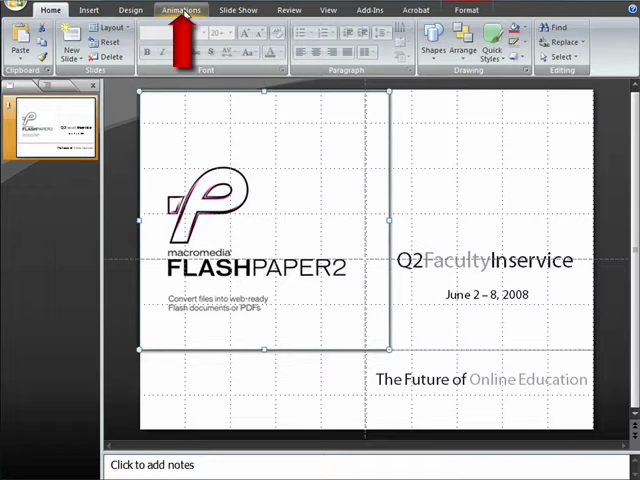 Home Insert Design Animations Slide Show Review View Add-Ins Acrobat Format
Paste
Clipboard
New
Slide
Layout
Delete
Slides
20
B I
Font
Paragraph
Shapes Arrange Quick
Styles
Drawing
Find
Replace
Select
Editing
1
macromedia
FLASHPAPER2
Convert files into web-ready
Flash documents or PDFs
Q2FacultyInservice
June 2 – 8, 2008
The Future of Online Education
Click to add notes